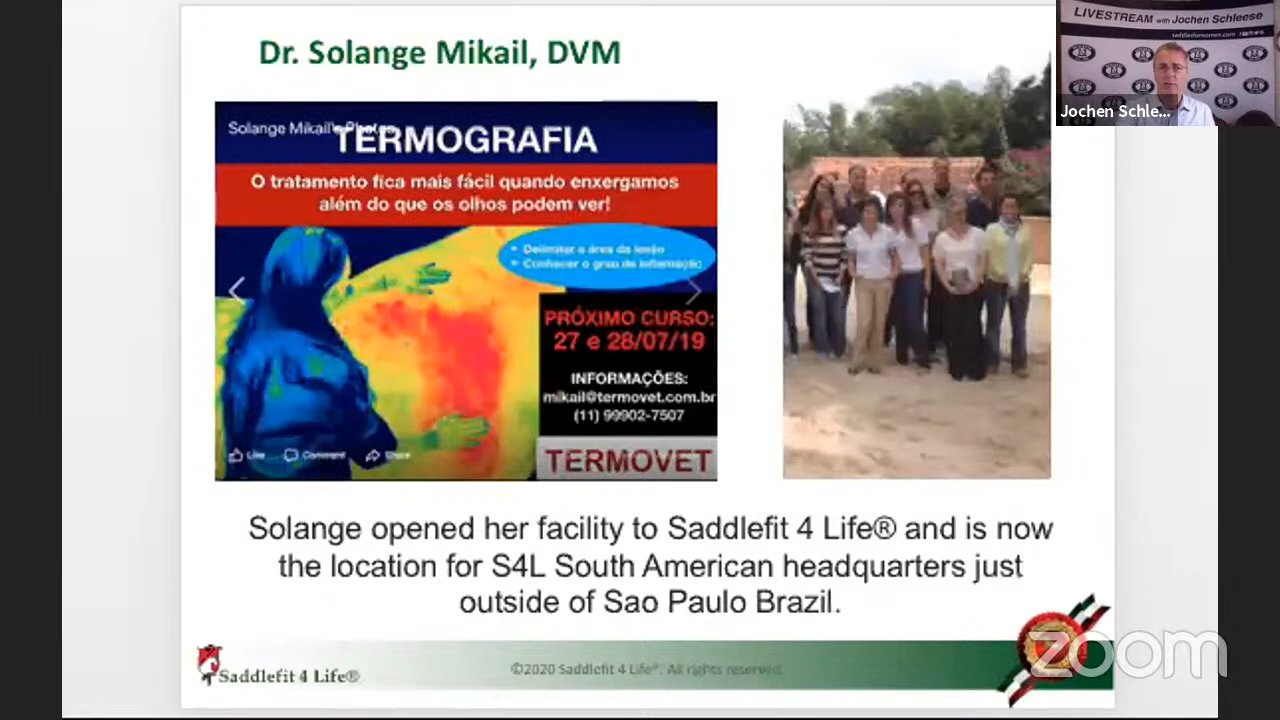 Dr. Solange Mikail, DVM
LIVESTREAM with Jochen Schleese
saddlesforwomen.com
Jochen Schle...
Solange Mikail's Photos
TERMOGRAFIA
O tratamento fica mais fácil quando enxergamos
além do que os olhos podem ver!
• Delimitar a área da lesão
• Conhecer o grau de inflamação
PRÓXIMO CURSO:
27 e 28/07/19
INFORMAÇÕES:
mikail@termovet.com.br
(11) 99902-7507
Like Comment Share
TERMOVET
Solange opened her facility to Saddlefit 4 Life® and is now
the location for S4L South American headquarters just
outside of Sao Paulo Brazil.
Saddlefit 4 Life®
©2020 Saddlefit 4 Life®. All rights reserved.
zoom